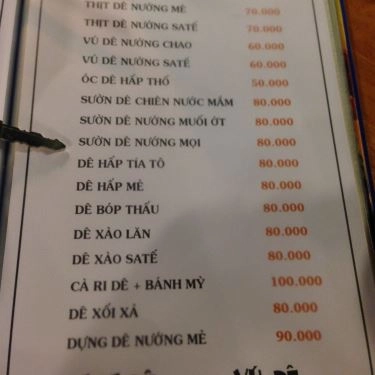 THỊT DÊ NƯỚNG MẺ 70.000
THỊT DÊ NƯỚNG SATẾ 70.000
VÚ DÊ NƯỚNG CHAO 60.000
VÚ DÊ NƯỚNG SATẾ 60.000
ÓC DÊ HẤP THỐ 50.000
SƯỜN DÊ CHIÊN NƯỚC MẮM 80.000
SƯỜN DÊ NƯỚNG MUỐI ỚT 80.000
SƯỜN DÊ NƯỚNG MỌI 80.000
DÊ HẤP TÍA TÔ 80.000
DÊ HẤP MẺ 80.000
DÊ BÓP THẤU 80.000
DÊ XÀO LĂN 80.000
DÊ XÀO SATẾ 80.000
CÀ RI DÊ + BÁNH MỲ 100.000
DÊ XỐI XẢ 80.000
DỰNG DÊ NƯỚNG MẺ 90.000